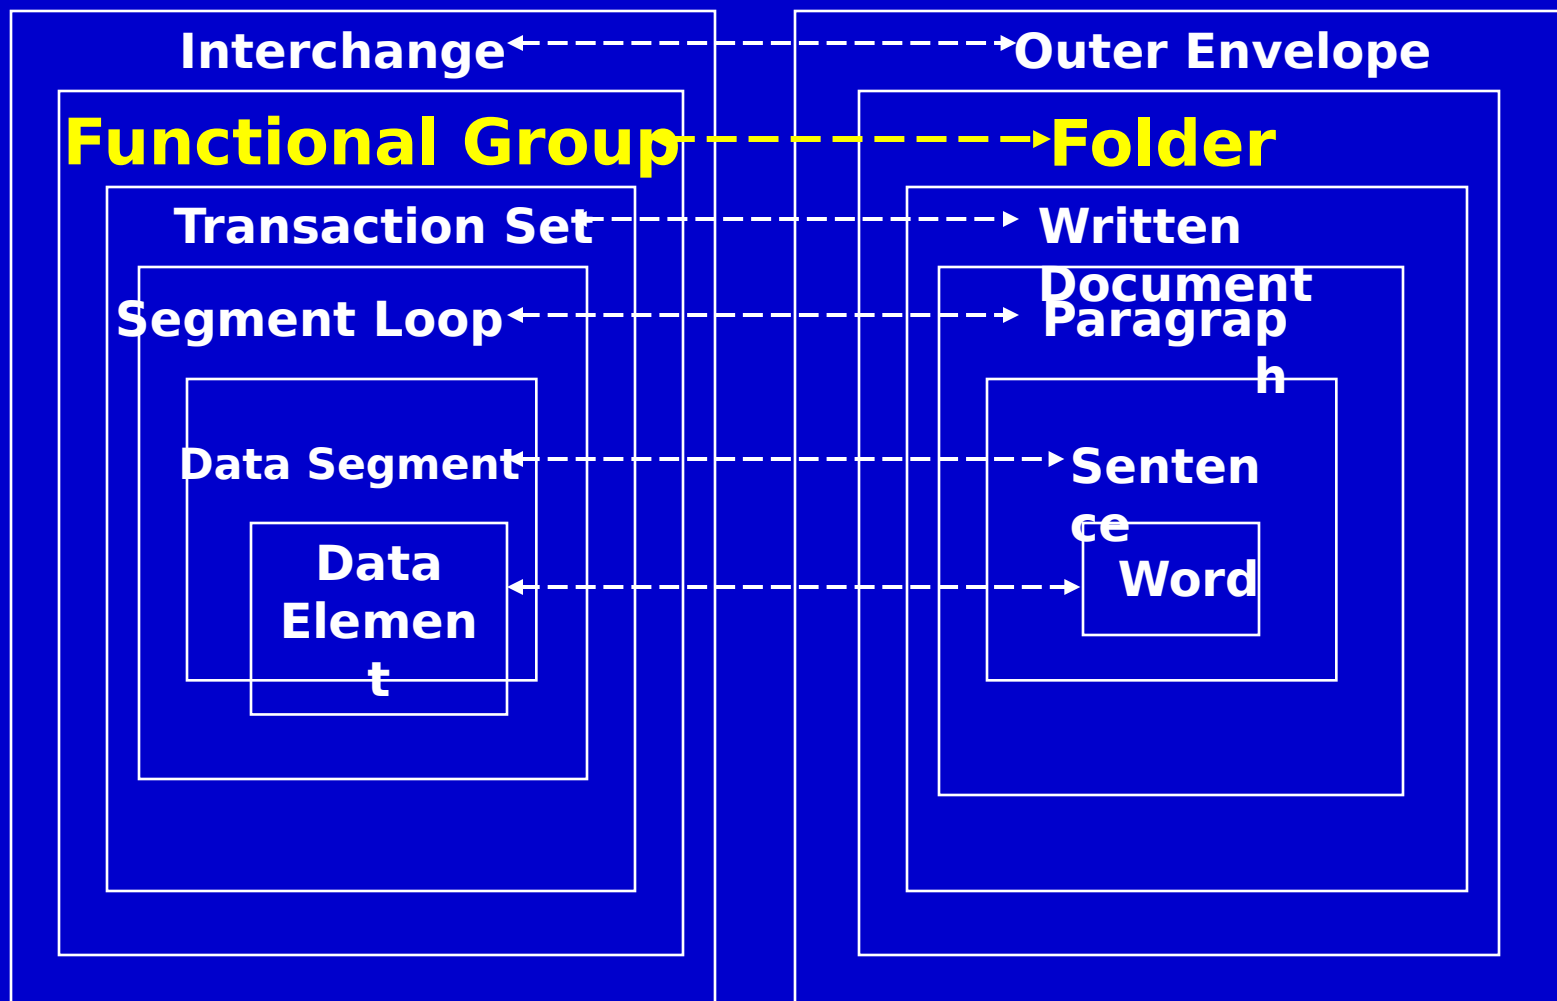 Interchange
Outer Envelope
Functional Group
Folder
Transaction Set
Written
Document
Segment Loop
Paragrap
h
Data Segment
Senten
ce
Data
Elemen
t
Word